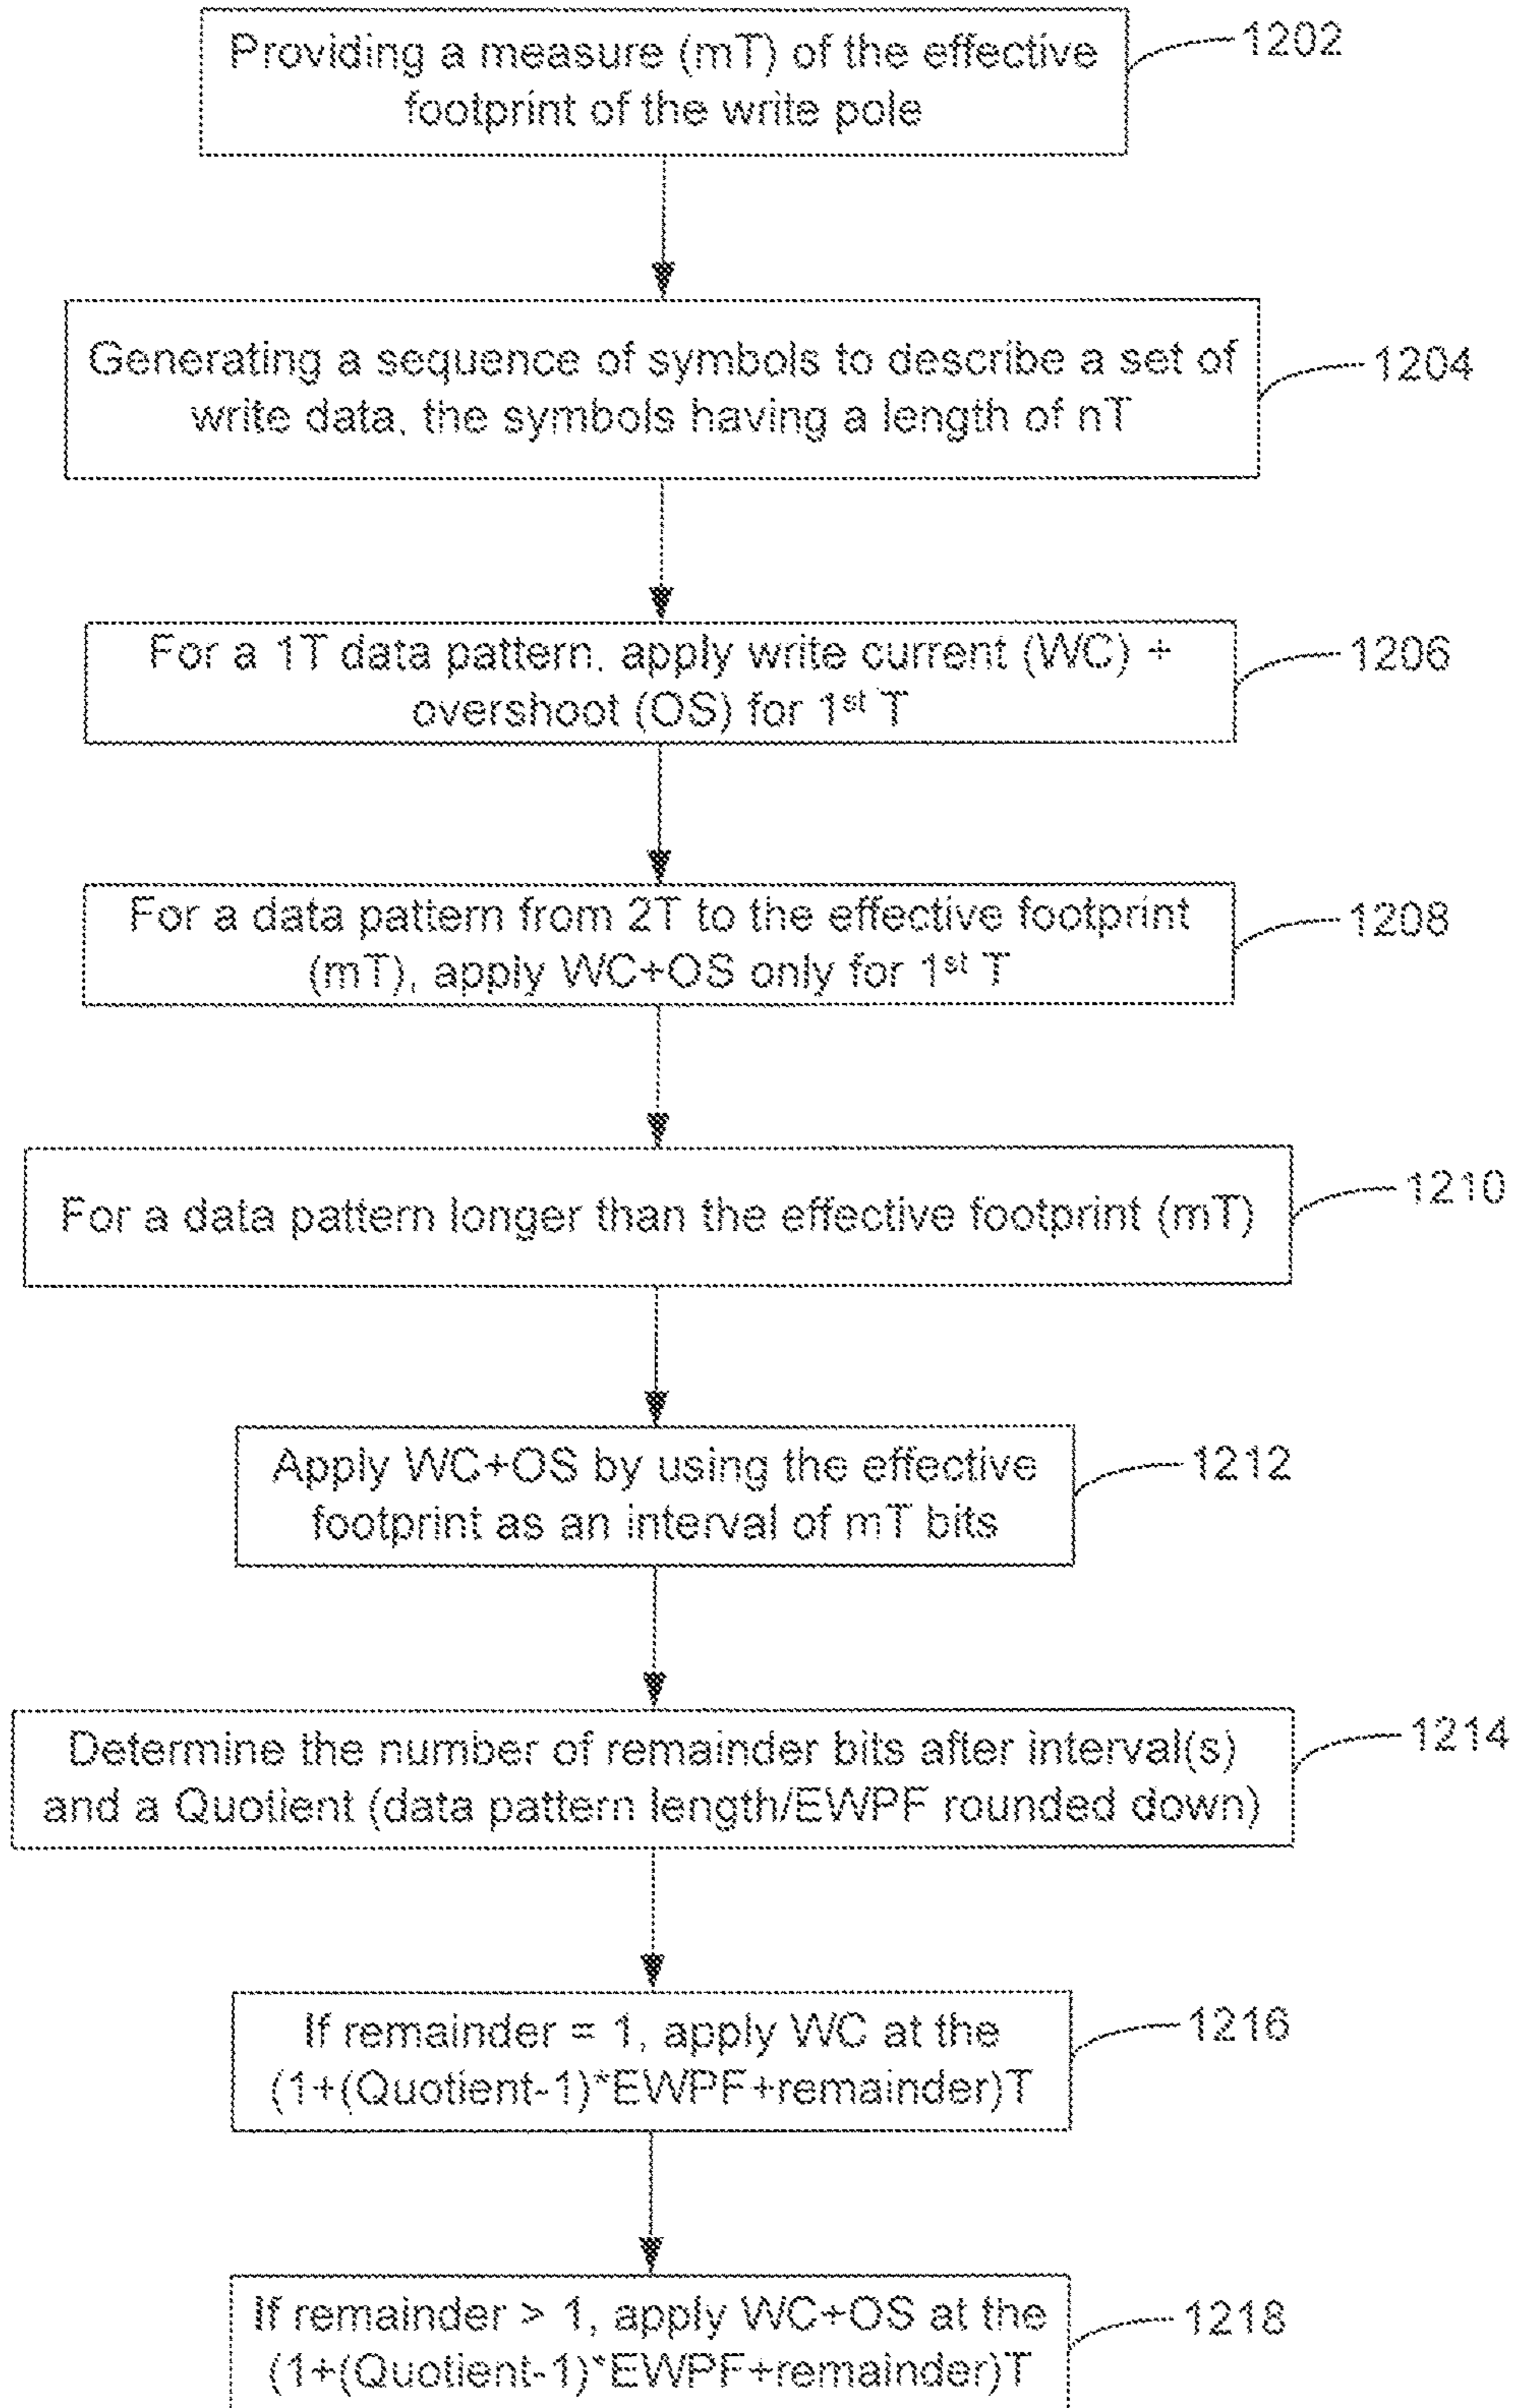 Providing a measure (mT) of the effective
footprint of the write pole
1202
Generating a sequence of symbols to describe a set of
write data, the symbols having a length of nT
1204
For a 1T data pattern, apply write current (WC) +
overshoot (OS) for 1st T
1206
For a data pattern from 2T to the effective footprint
(mT), apply WC+OS only for 1st T
1208
For a data pattern longer than the effective footprint (mT)
1210
Apply WC+OS by using the effective
footprint as an interval of mT bits
1212
Determine the number of remainder bits after interval(s)
and a Quotient (data pattern length/EWPF rounded down)
1214
If remainder = 1, apply WC at the
(1+(Quotient-1)*EWPF+remainder)T
1216
If remainder > 1, apply WC+OS at the
(1+(Quotient-1)*EWPF+remainder)T
1218